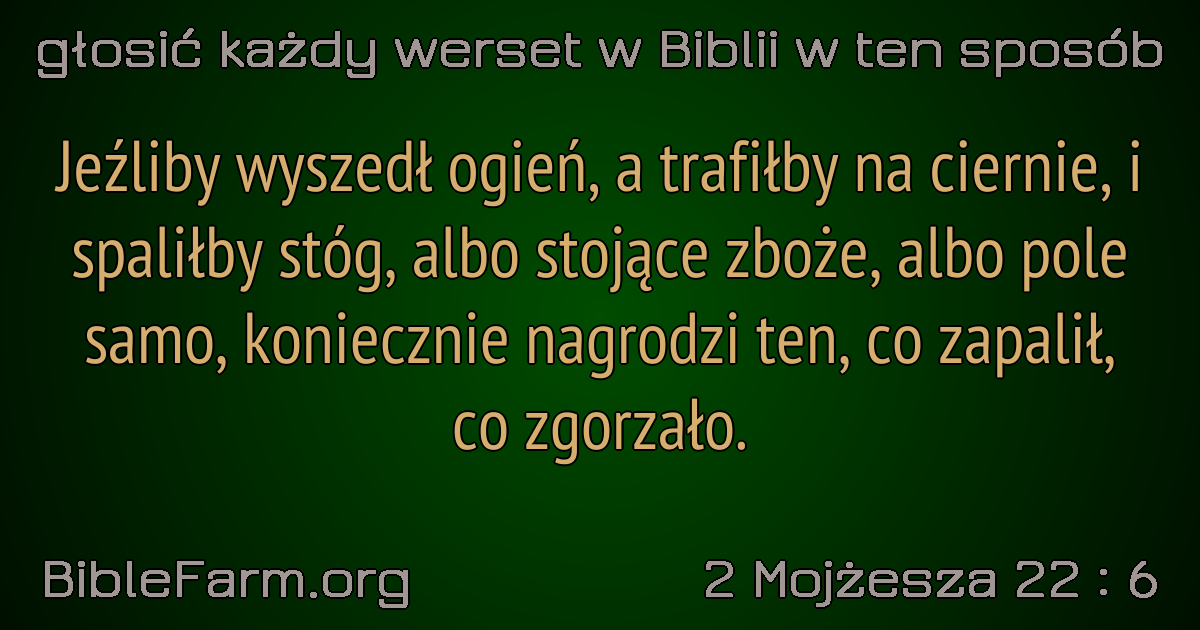 głosić każdy werset w Biblii w ten sposób
Jeźliby wyszedł ogień, a trafiłby na ciernie, i
spaliłby stóg, albo stojące zboże, albo pole
samo, koniecznie nagrodzi ten, co zapalił,
co zgorzało.
BibleFarm.org
2 Mojżesza 22 : 6